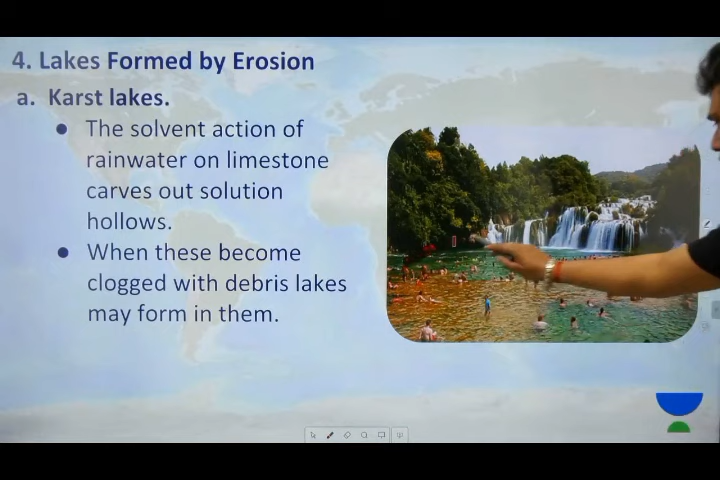 4. Lakes Formed by Erosion
a. Karst lakes.
● The solvent action of
rainwater on limestone
carves out solution
hollows.
● When these become
clogged with debris lakes
may form in them.